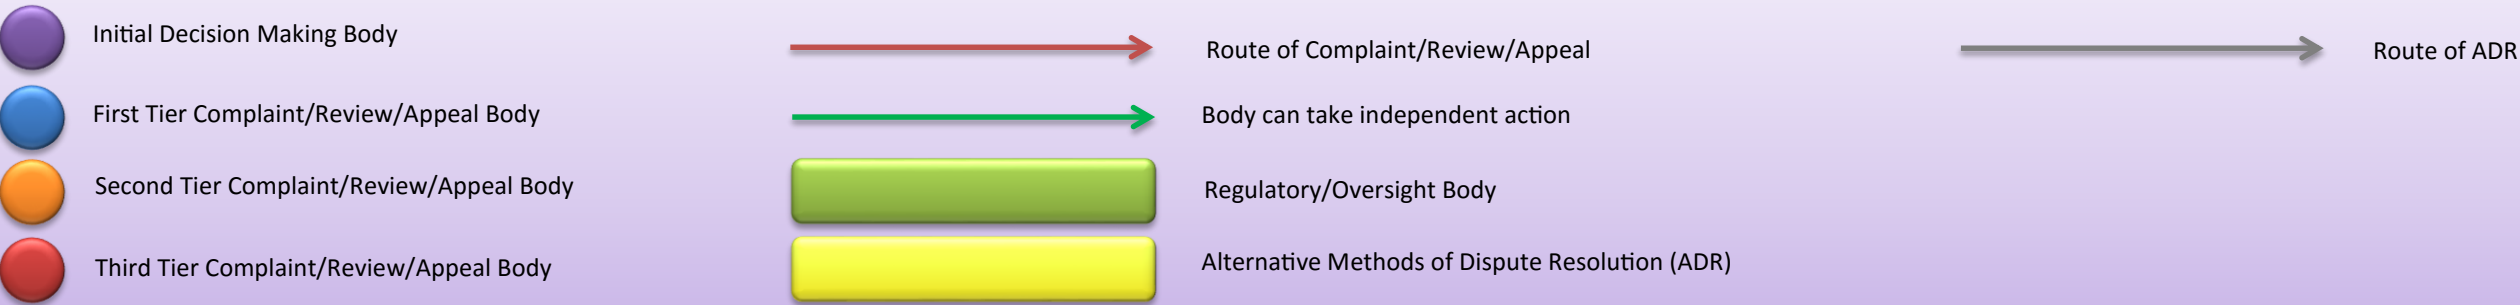 Initial Decision Making Body
Route of Complaint/Review/Appeal
Route of ADR
First Tier Complaint/Review/Appeal Body
Body can take independent action
Second Tier Complaint/Review/Appeal Body
Regulatory/Oversight Body
Third Tier Complaint/Review/Appeal Body
Alternative Methods of Dispute Resolution (ADR)